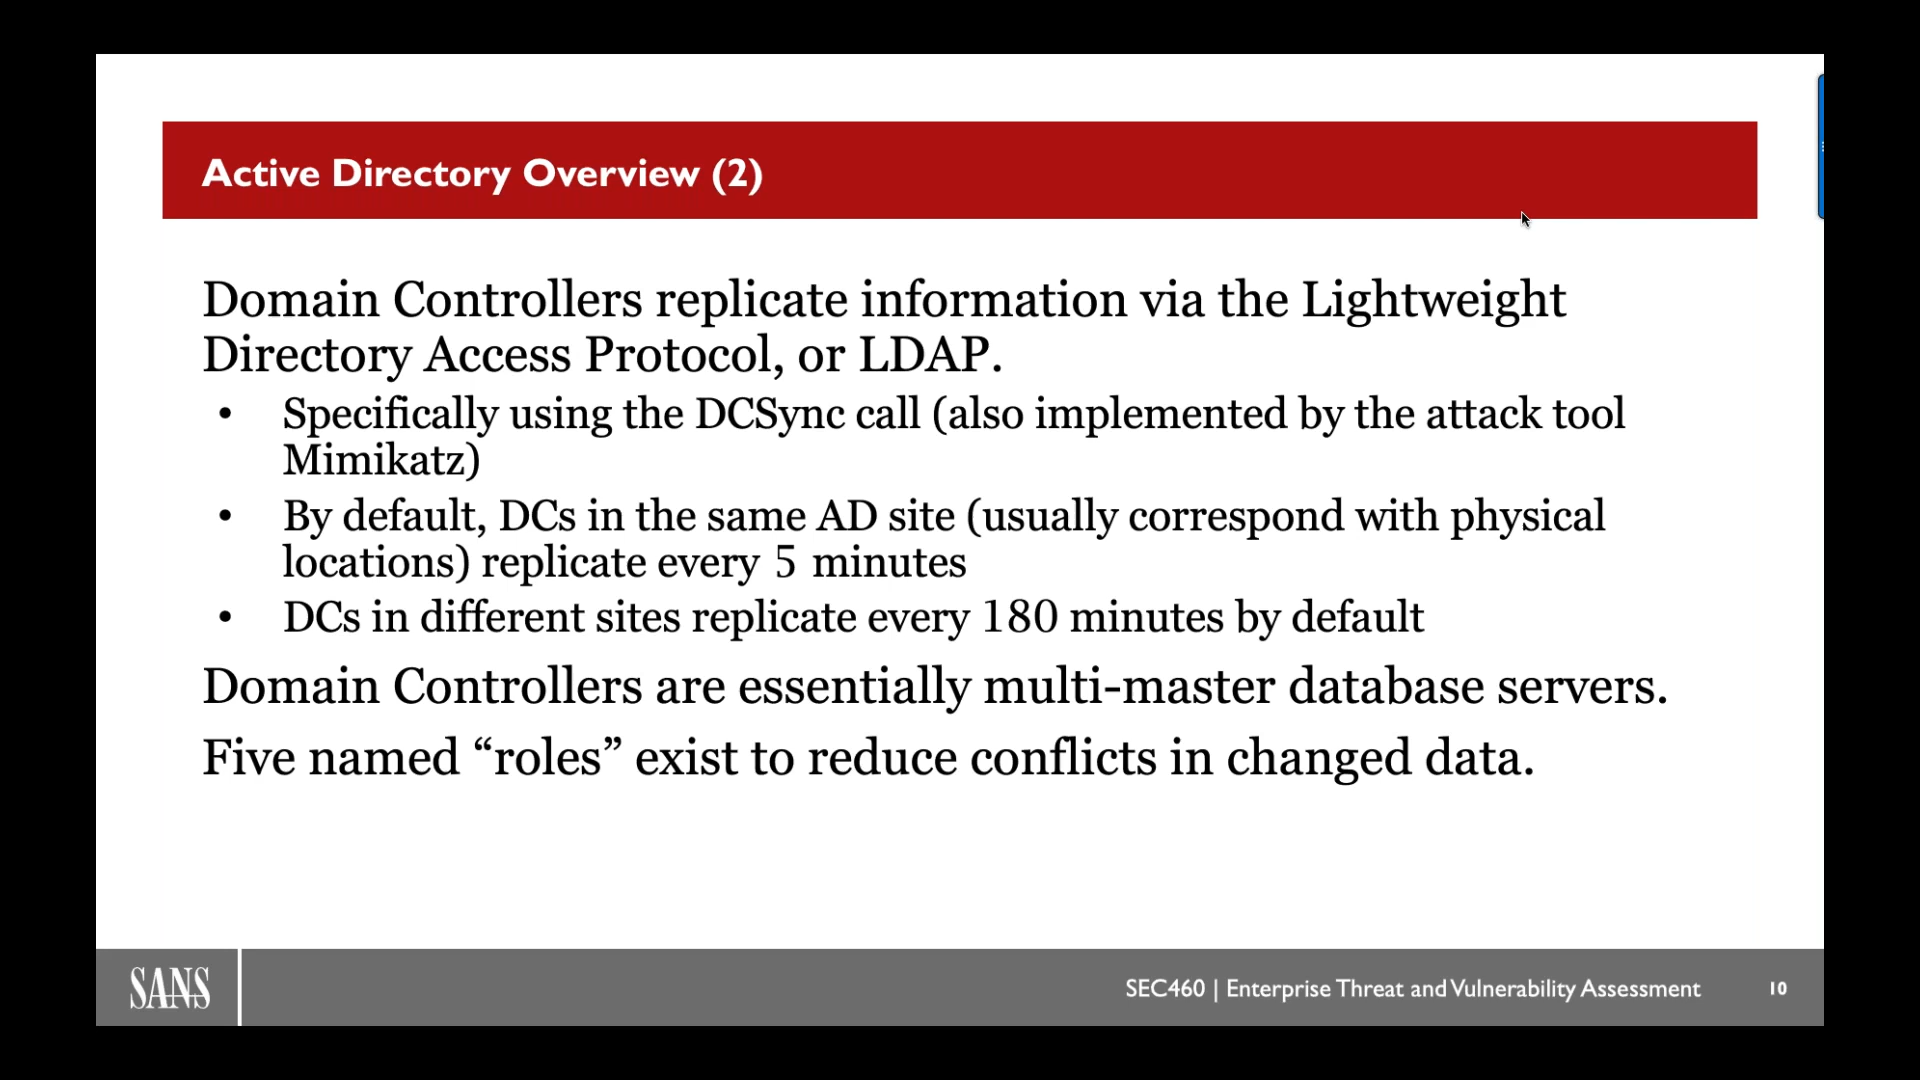 Active Directory Overview (2)
Domain Controllers replicate information via the Lightweight
Directory Access Protocol, or LDAP.
• Specifically using the DCSync call (also implemented by the attack tool
Mimikatz)
• By default, DCs in the same AD site (usually correspond with physical
locations) replicate every 5 minutes
• DCs in different sites replicate every 180 minutes by default
Domain Controllers are essentially multi-master database servers.
Five named “roles” exist to reduce conflicts in changed data.
SANS
SEC460 | Enterprise Threat and Vulnerability Assessment
10